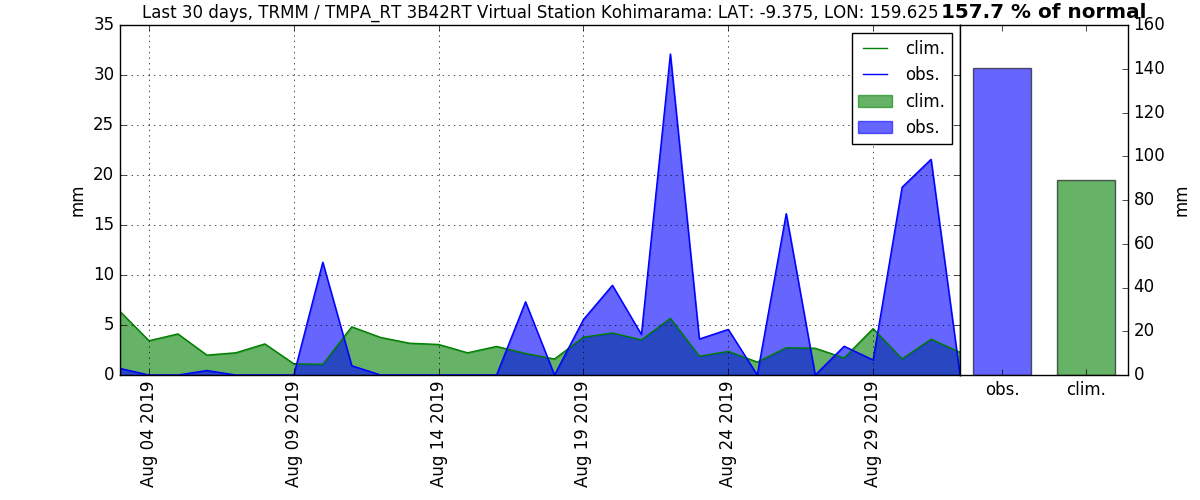 Last 30 days, TRMM / TMPA_RT 3B42RT Virtual Station Kohimarama: LAT: -9.375, LON: 159.625
157.7 % of normal
35
30
25
20
15
10
5
0
mm
clim.
obs.
clim.
obs.
Aug 04 2019
Aug 09 2019
Aug 14 2019
Aug 19 2019
Aug 24 2019
Aug 29 2019
160
140
120
100
80
60
40
20
0
mm
obs.
clim.